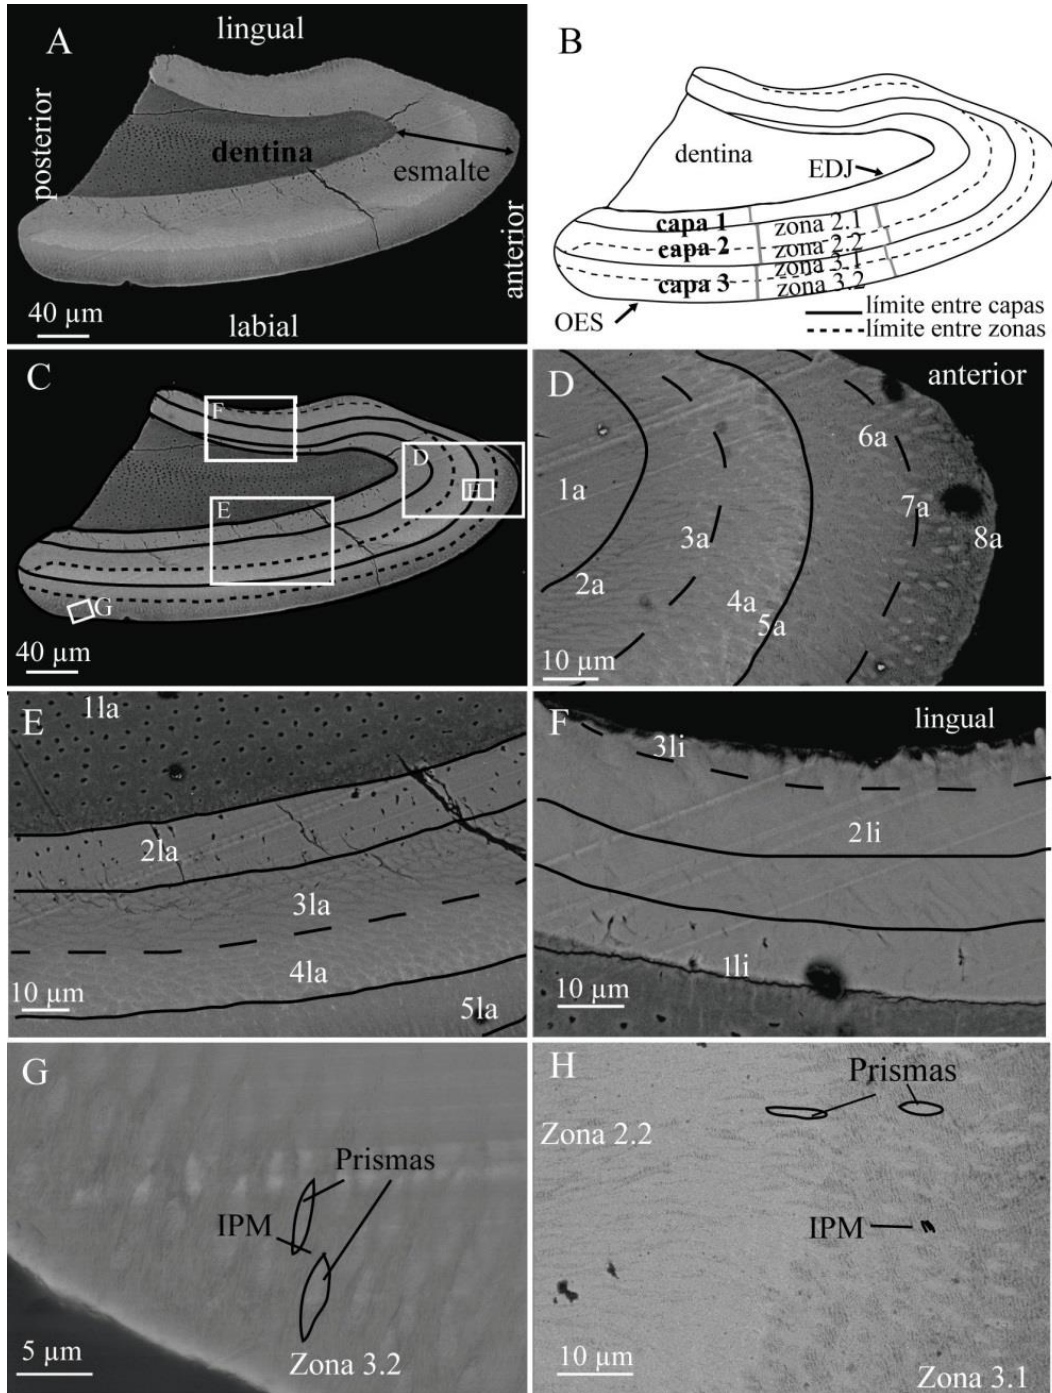 A
lingual
posterior
dentina
esmalte
anterior
40 µm
labial
B
dentina
EDJ
capa 1
zona 2.1
capa 2
zona 2.2
zona 3.1
capa 3
zona 3.2
OES
límite entre capas
límite entre zonas
C
F
D
H
E
G
40 µm
D
anterior
6a
1a
7a
3a
8a
2a
4a
5a
10 µm
E
1la
2la
3la
4la
10 µm
5la
F
lingual
3li
2li
1li
10 µm
G
Prismas
IPM
5 µm
Zona 3.2
H
Prismas
Zona 2.2
IPM
10 µm
Zona 3.1